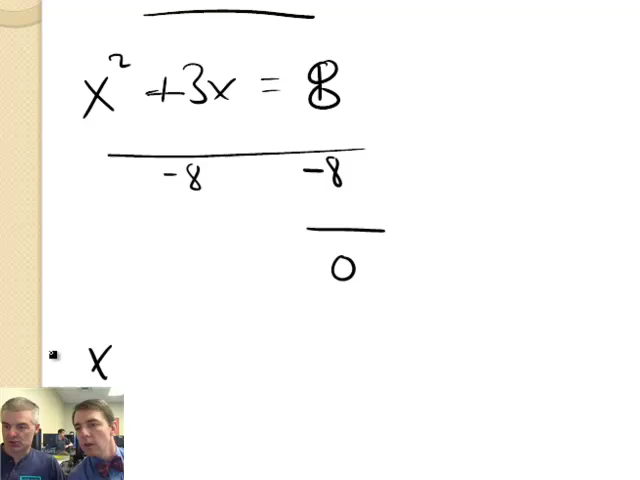 x² +3x = 8
-8 -8
0
x